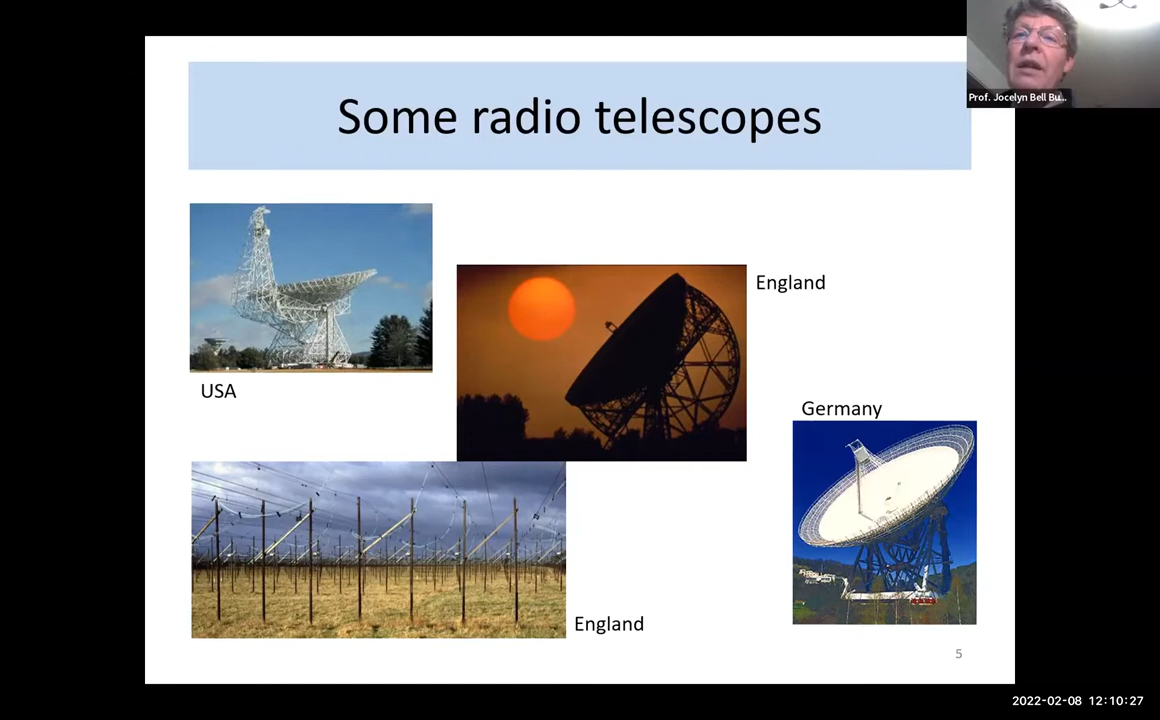 Prof. Jocelyn Bell Bu...
Some radio telescopes
England
USA
Germany
England
5
2022-02-08 12:10:27